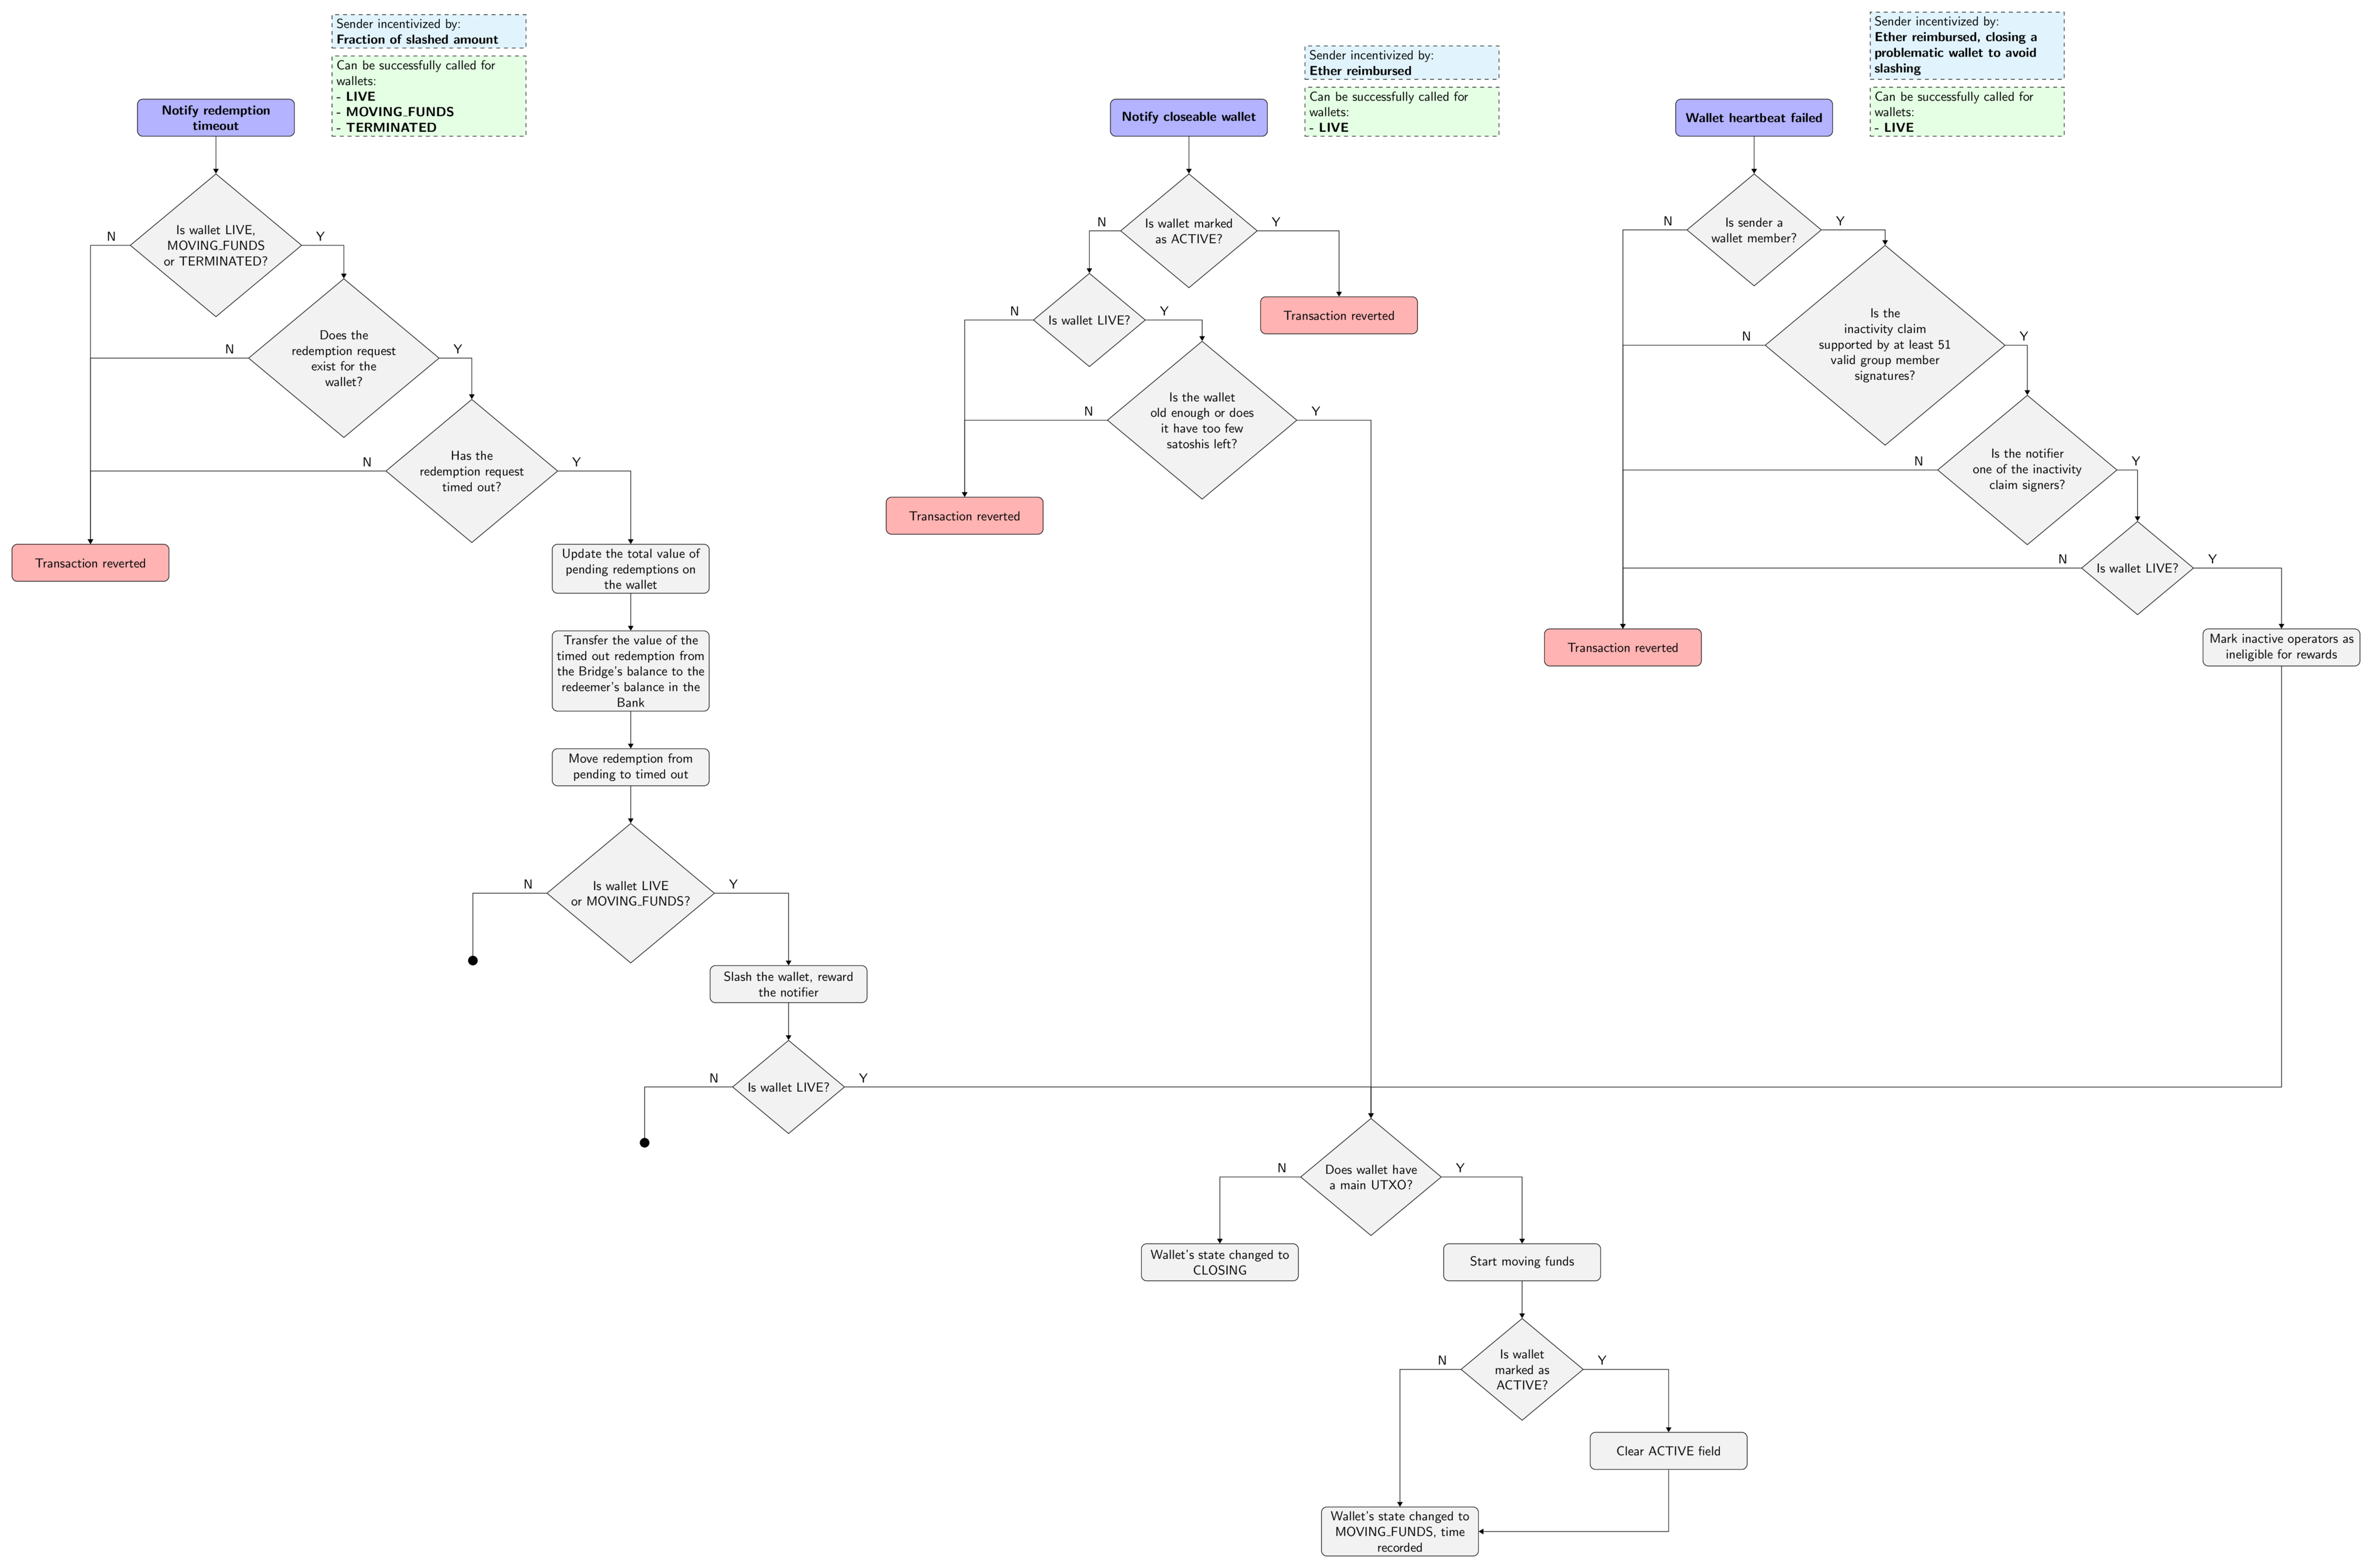 Sender incentivized by:
Fraction of slashed amount
Can be successfully called for
wallets:
- LIVE
- MOVING_FUNDS
- TERMINATED
Notify redemption
timeout
Is wallet LIVE,
MOVING_FUNDS
or TERMINATED?
N
Y
Does the
redemption request
exist for the
wallet?
N
Y
Has the
redemption request
timed out?
N
Y
Transaction reverted
Update the total value of
pending redemptions on
the wallet
Transfer the value of the
timed out redemption from
the Bridge's balance to the
redeemer's balance in the
Bank
Move redemption from
pending to timed out
Is wallet LIVE
or MOVING_FUNDS?
N
Y
Slash the wallet, reward
the notifier
Is wallet LIVE?
N
Y
Sender incentivized by:
Ether reimbursed
Can be successfully called for
wallets:
- LIVE
Notify closeable wallet
Is wallet marked
as ACTIVE?
N
Y
Transaction reverted
Is wallet LIVE?
N
Y
Is the wallet
old enough or does
it have too few
satoshis left?
N
Y
Transaction reverted
Sender incentivized by:
Ether reimbursed, closing a
problematic wallet to avoid
slashing
Can be successfully called for
wallets:
- LIVE
Wallet heartbeat failed
Is sender a
wallet member?
N
Y
Is the
inactivity claim
supported by at least 51
valid group member
signatures?
N
Y
Is the notifier
one of the inactivity
claim signers?
N
Y
Is wallet LIVE?
N
Y
Transaction reverted
Mark inactive operators as
ineligible for rewards
Does wallet have
a main UTXO?
N
Y
Wallet's state changed to
CLOSING
Start moving funds
Is wallet
marked as
ACTIVE?
N
Y
Clear ACTIVE field
Wallet's state changed to
MOVING_FUNDS, time
recorded